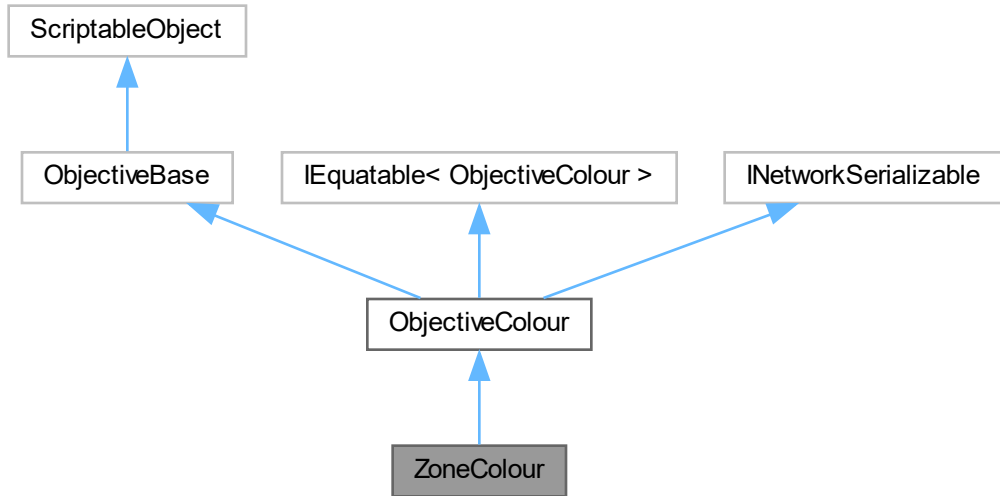 ScriptableObject
ObjectiveBase
IEquatable< ObjectiveColour >
INetworkSerializable
ObjectiveColour
ZoneColour